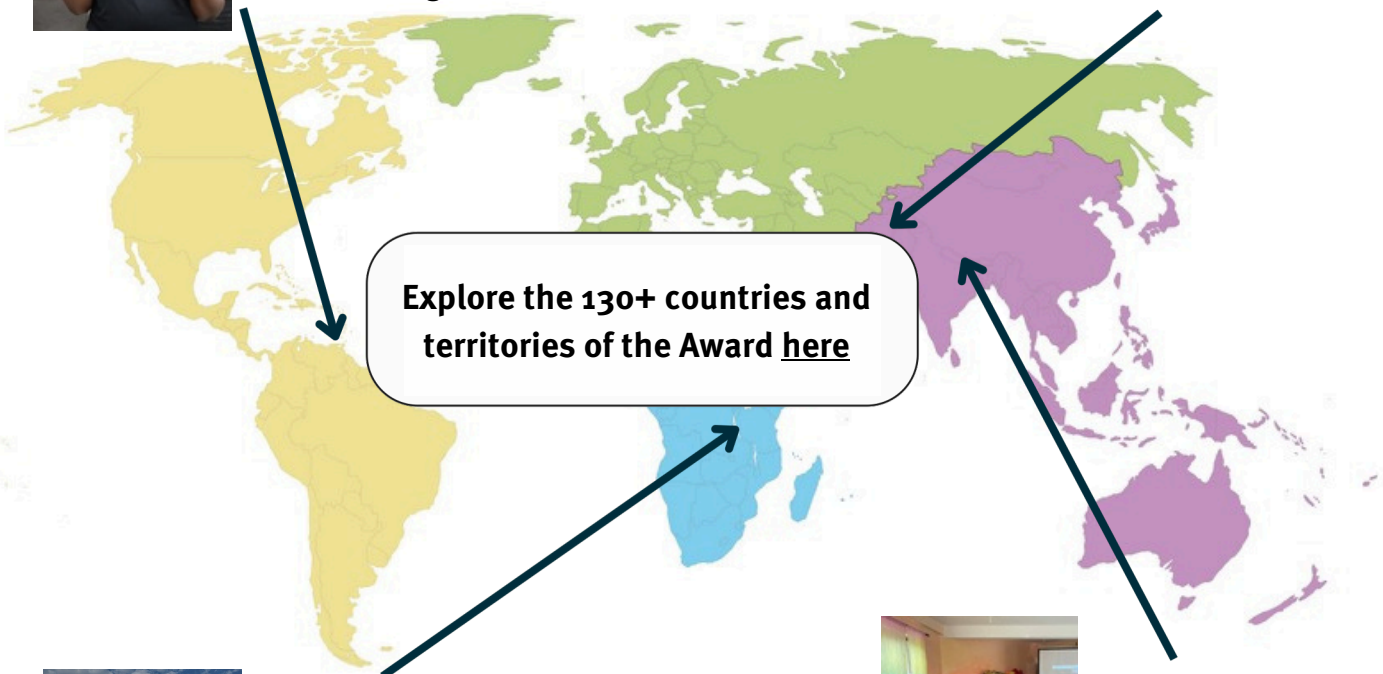 Explore the 130+ countries and
territories of the Award here